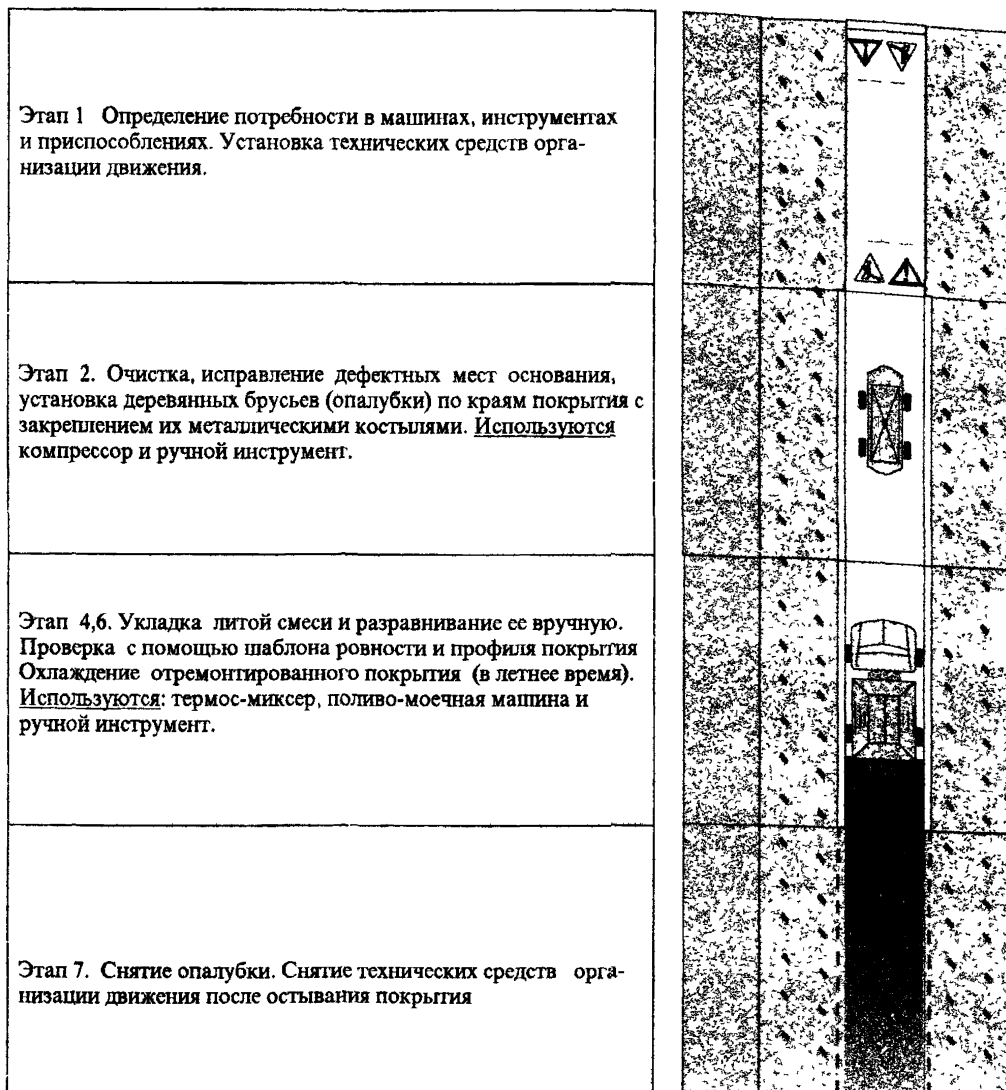 Этап 1 Определение потребности в машинах, инструментах
и приспособлениях. Установка технических средств орга-
низации движения.
Этап 2. Очистка, исправление дефектных мест основания,
установка деревянных брусьев (опалубки) по краям покрытия с
закреплением их металлическими костылями. Используются
компрессор и ручной инструмент.
Этап 4,6. Укладка литой смеси и разравнивание ее вручную.
Проверка с помощью шаблона ровности и профиля покрытия
Охлаждение отремонтированного покрытия (в летнее время).
Используются: термос-миксер, поливо-моечная машина и
ручной инструмент.
Этап 7. Снятие опалубки. Снятие технических средств орга-
низации движения после остывания покрытия